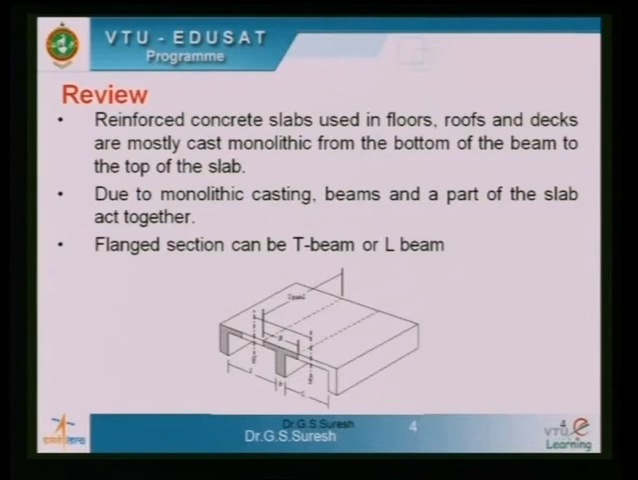 VTU - EDUSAT
Programme
Review
• Reinforced concrete slabs used in floors, roofs and decks
are mostly cast monolithic from the bottom of the beam to
the top of the slab.
• Due to monolithic casting, beams and a part of the slab
act together.
• Flanged section can be T-beam or L beam
Dr.G.S.Suresh
Dr.G.S.Suresh
4
4
VTU e
Learning